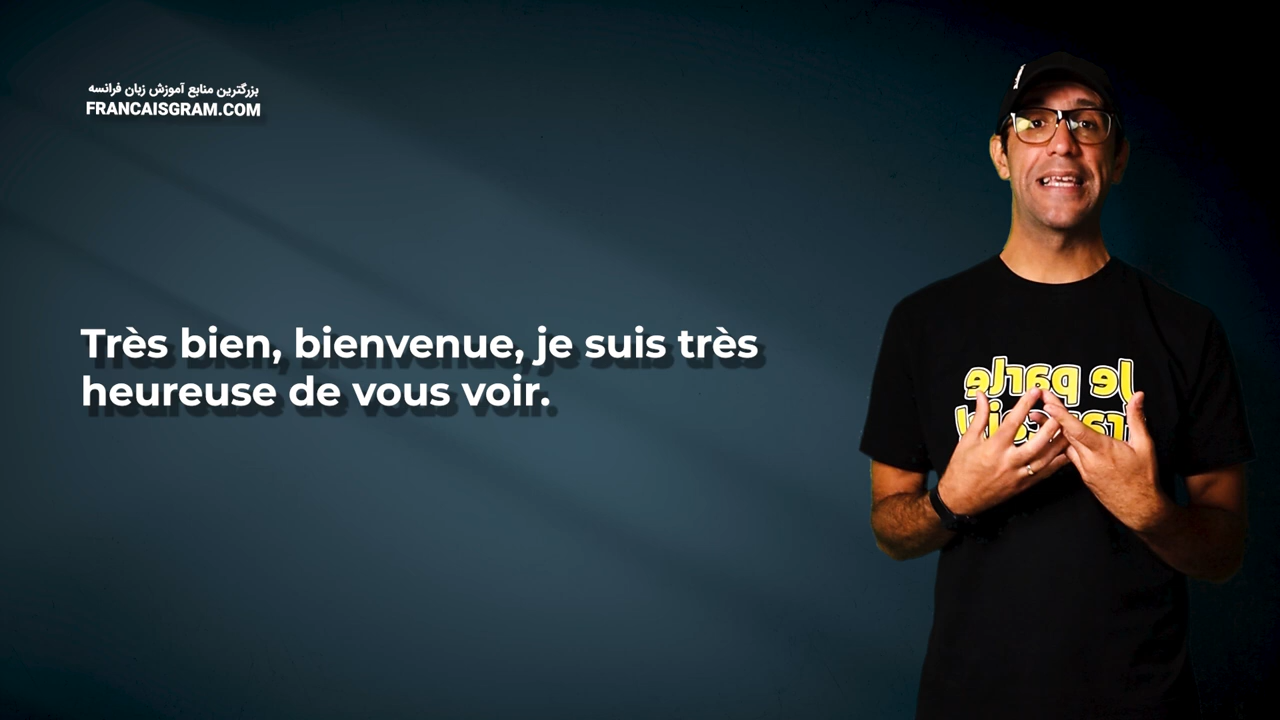 بزرگترین منابع آموزش زبان فرانسه
FRANCAISGRAM.COM
Très bien, bienvenue, je suis très
heureuse de vous voir.
Je parle